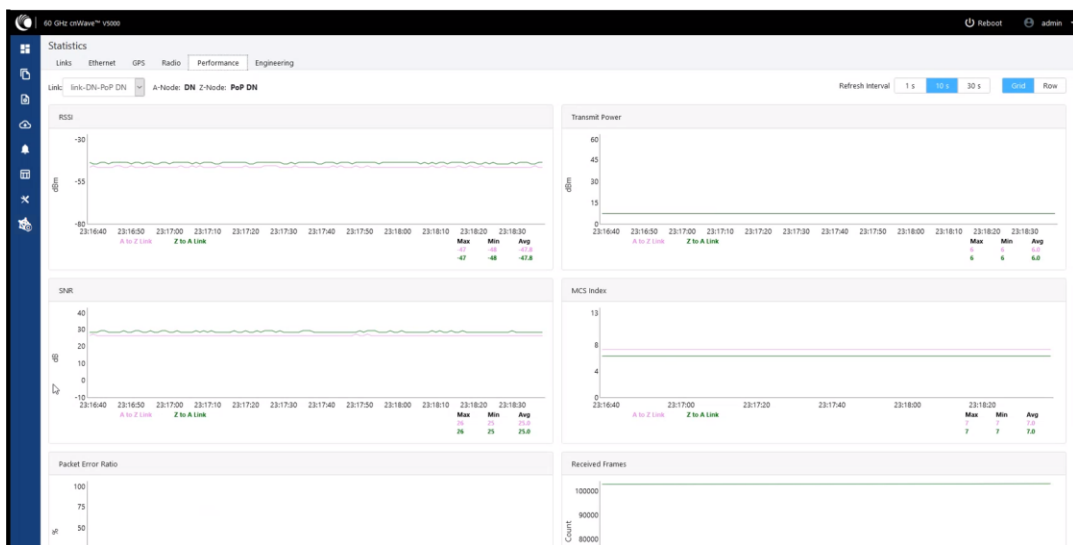 60 GHz cnWave™ V5000
Reboot admin
Statistics
Links Ethernet GPS Radio Performance Engineering
Link: link-DN-PoP DN A-Node: DN Z-Node: PoP DN Refresh Interval 1 s 10 s 30 s Grid Row
RSSI
-30
-55
-80
dBm
23:16:40 23:16:50 23:17:00 23:17:10 23:17:20 23:17:30 23:17:40 23:17:50 23:18:00 23:18:10 23:18:20 23:18:30
A to Z Link Z to A Link Max Min Avg
-47 -48 -47.8
-47 -48 -47.8
Transmit Power
60
45
30
15
0
dBm
23:16:40 23:16:50 23:17:00 23:17:10 23:17:20 23:17:30 23:17:40 23:17:50 23:18:00 23:18:10 23:18:20 23:18:30
A to Z Link Z to A Link Max Min Avg
6 6 6.0
6 6 6.0
SNR
40
30
20
10
0
-10
dB
23:16:40 23:16:50 23:17:00 23:17:10 23:17:20 23:17:30 23:17:40 23:17:50 23:18:00 23:18:10 23:18:20 23:18:30
A to Z Link Z to A Link Max Min Avg
26 25 25.0
26 25 25.0
MCS Index
13
8
4
0
23:16:40 23:17:00 23:17:20 23:17:40 23:18:00 23:18:20
A to Z Link Z to A Link Max Min Avg
7 7 7.0
7 7 7.0
Packet Error Ratio
100
75
50
Received Frames
100000
90000
80000
Count